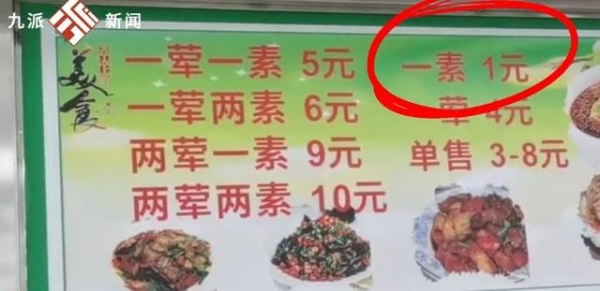 九派 新闻
美食
一荤一素 5元
一荤两素 6元
两荤一素 9元
两荤两素 10元
一素 1元
荤 4元
单售 3-8元